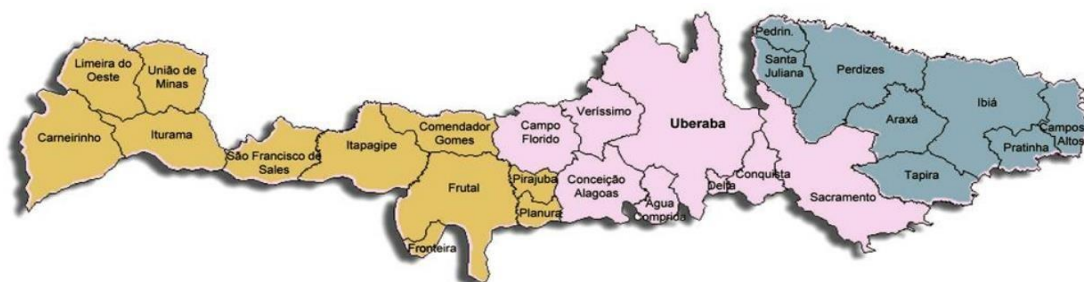 Limeira do
Oeste
União de
Minas
Carneirinho
Iturama
São Francisco de
Sales
Itapagipe
Comendador
Gomes
Frutal
Fronteira
Pirajuba
Planura
Campo
Florido
Veríssimo
Conceição
Alagoas
Agua
Comprida
Uberaba
Delta
Conquista
Sacramento
Pedrin.
Santa
Juliana
Perdizes
Araxá
Tapira
Ibiá
Pratinha
Campos
Altos